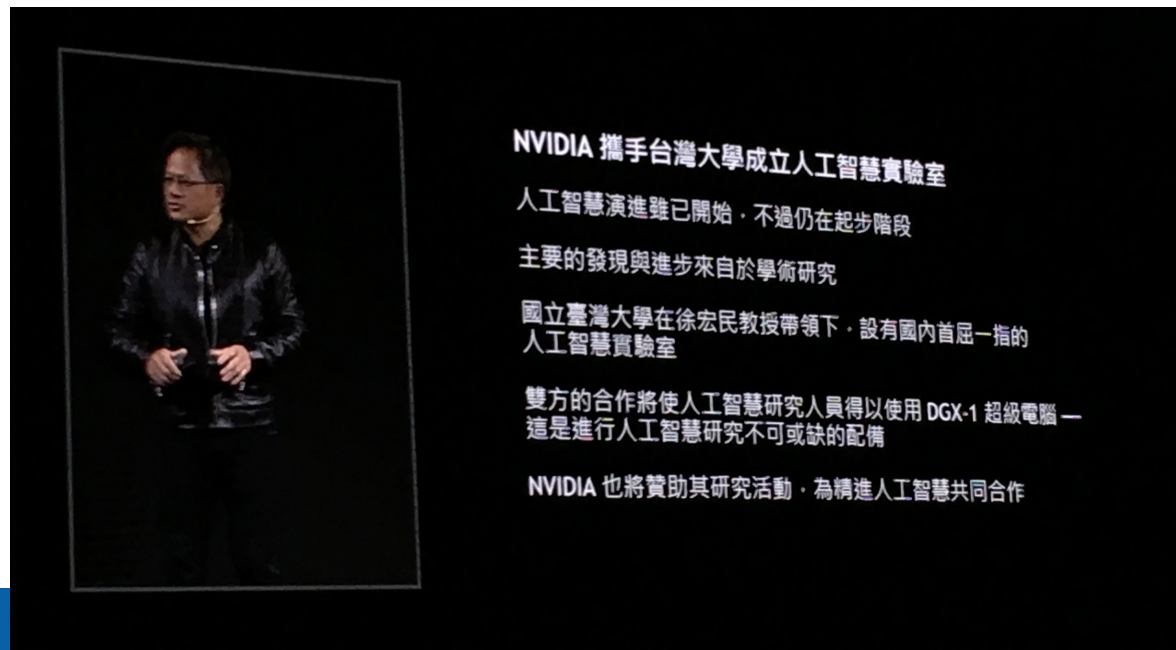 NVIDIA 攜手台灣大學成立人工智慧實驗室
人工智慧演進雖已開始，不過仍在起步階段
主要的發現與進步來自於學術研究
國立臺灣大學在徐宏民教授帶領下，設有國內首屈一指的
人工智慧實驗室
雙方的合作將使人工智慧研究人員得以使用 DGX-1 超級電腦 —
這是進行人工智慧研究不可或缺的配備
NVIDIA 也將贊助其研究活動，為精進人工智慧共同合作